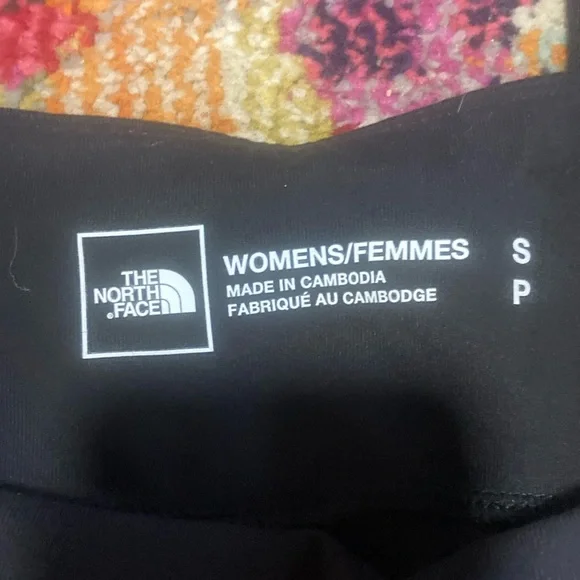 THE
NORTH
FACE
WOMENS/FEMMES S
MADE IN CAMBODIA
FABRIQUÉ AU CAMBODGE P